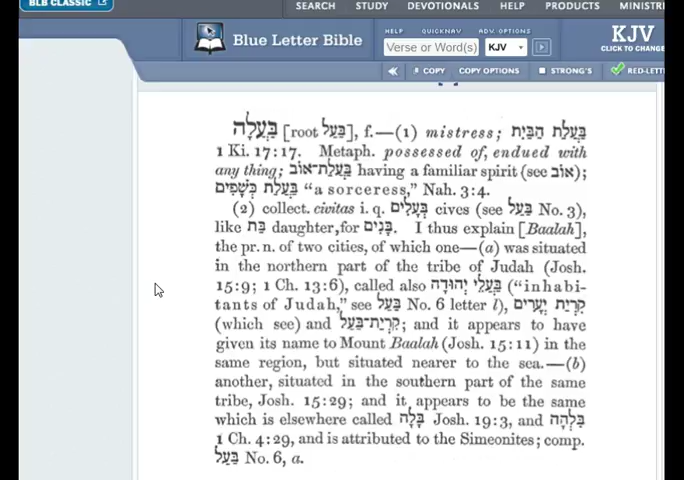 BLB CLASSIC
SEARCH STUDY DEVOTIONALS HELP PRODUCTS MINISTRI
Blue Letter Bible
HELP QUICKNAV ADV. OPTIONS
Verse or Word(s) KJV
KJV
CLICK TO CHANGE
COPY COPY OPTIONS STRONG'S RED-LETT
בַּעֲלָה [root בַּעַל], f.—(1) mistress; בַּעֲלַת הַבַּיִת
1 Ki. 17:17. Metaph. possessed of, endued with
any thing; בַּעֲלַת־אוֹב having a familiar spirit (see אוֹב);
בַּעֲלַת כְּשָׁפִים "a sorceress," Nah. 3:4.
(2) collect. civitas i. q. בְּעָלִים cives (see בַּעַל No. 3),
like בַּת daughter, for בָּנִים. I thus explain [Baalah],
the pr. n. of two cities, of which one—(a) was situated
in the northern part of the tribe of Judah (Josh.
15:9; 1 Ch. 13:6), called also בַּעֲלֵי יְהוּדָה ("inhabi-
tants of Judah," see בַּעַל No. 6 letter l), קִרְיַת יְעָרִים
(which see) and קִרְיַת־בַּעַל; and it appears to have
given its name to Mount Baalah (Josh. 15:11) in the
same region, but situated nearer to the sea.—(b)
another, situated in the southern part of the same
tribe, Josh. 15:29; and it appears to be the same
which is elsewhere called בָּלָה Josh. 19:3, and בִּלְהָה
1 Ch. 4:29, and is attributed to the Simeonites; comp.
בַּעַל No. 6, a.